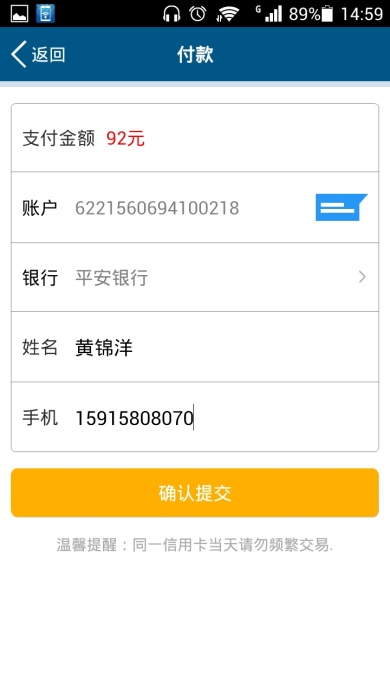 G 89% 14:59
返回 付款
支付金额 92元
账户 6221560694100218
银行 平安银行
姓名 黄锦洋
手机 15915808070
确认提交
温馨提醒：同一信用卡当天请勿频繁交易.